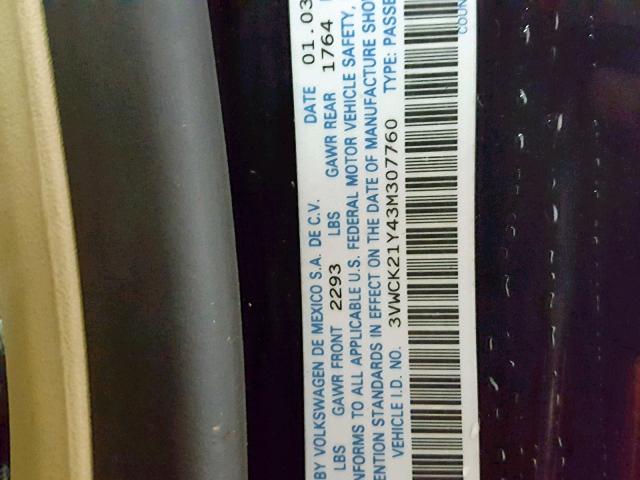 BY VOLKSWAGEN DE MEXICO S.A. DE C.V. DATE 01.03
LBS GAWR FRONT 2293 LBS GAWR REAR 1764
NFORMS TO ALL APPLICABLE U.S. FEDERAL MOTOR VEHICLE SAFETY,
ENTION STANDARDS IN EFFECT ON THE DATE OF MANUFACTURE SHO
VEHICLE I.D. NO. 3VWCK21Y43M307760 TYPE: PASSE
COUN